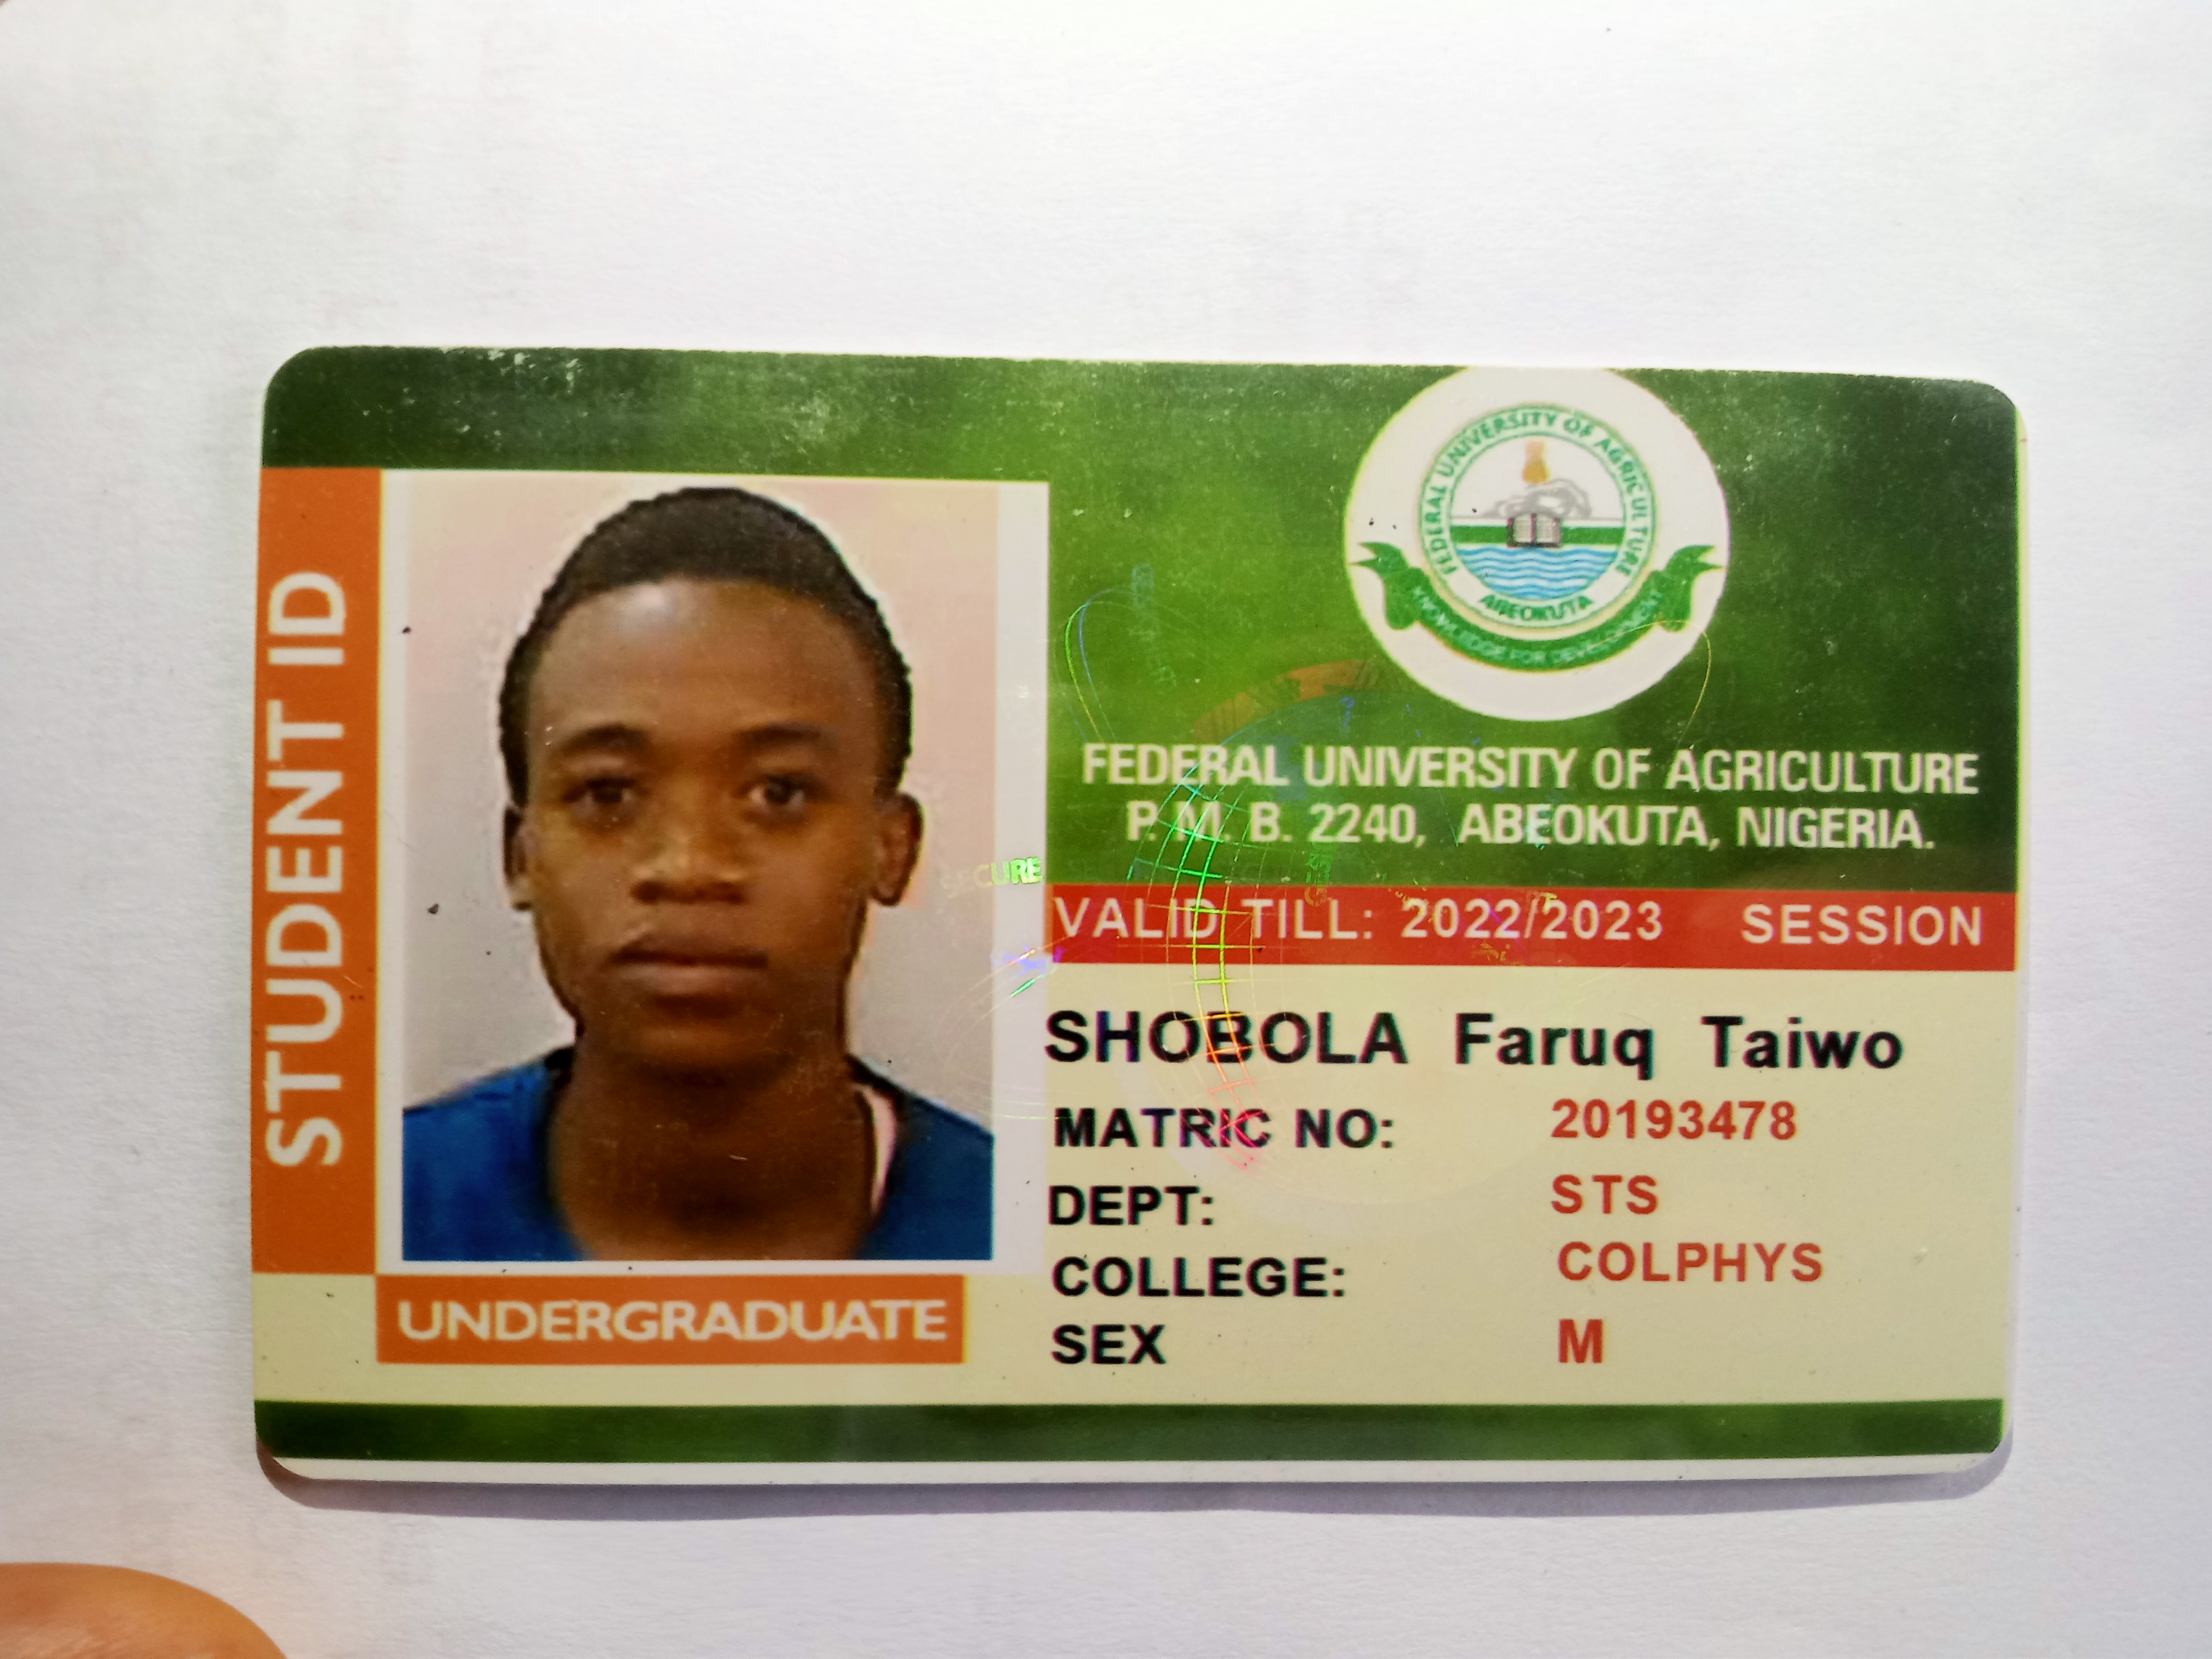 FEDERAL UNIVERSITY OF AGRICULTURE
ABEOKUTA
KNOWLEDGE FOR DEVELOPMENT
STUDENT ID
FEDERAL UNIVERSITY OF AGRICULTURE
P. M. B. 2240, ABEOKUTA, NIGERIA.
SECURE
VALID TILL: 2022/2023 SESSION
SHOBOLA Faruq Taiwo
MATRIC NO: 20193478
DEPT: STS
COLLEGE: COLPHYS
SEX M
UNDERGRADUATE